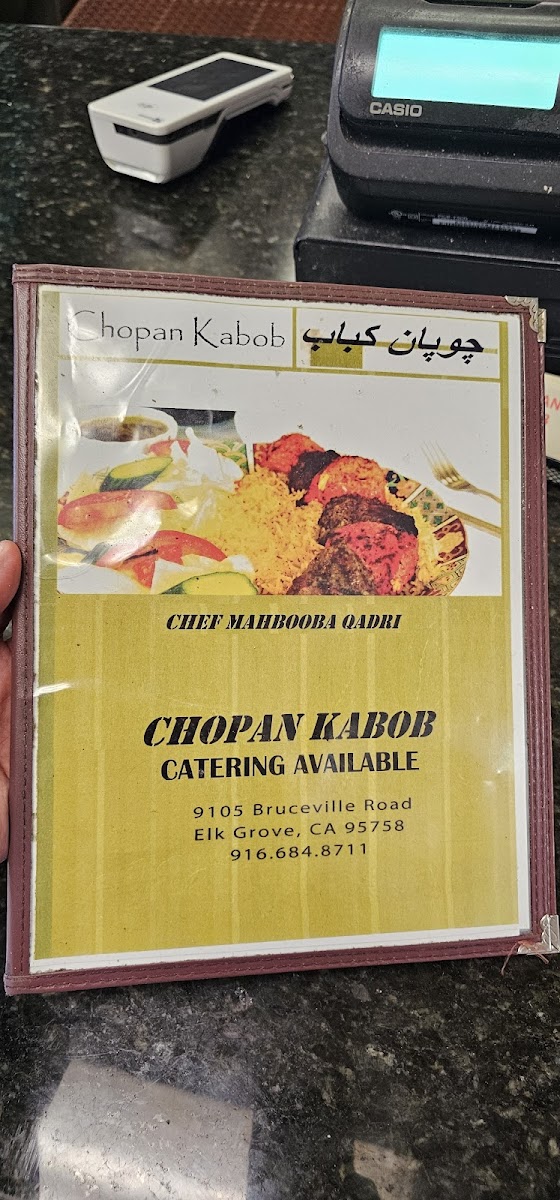 CASIO
Chopan Kabob
چوپان کباب
CHEF MAHBOOBA QADRI
CHOPAN KABOB
CATERING AVAILABLE
9105 Bruceville Road
Elk Grove, CA 95758
916.684.8711